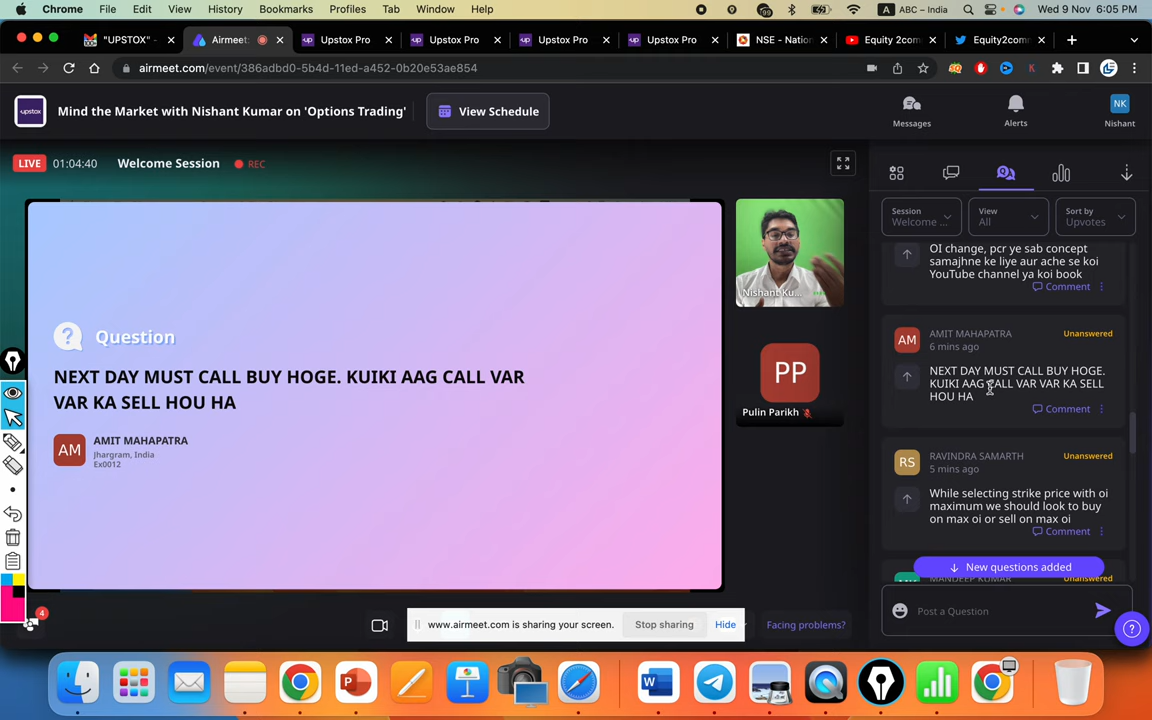 Chrome File Edit View History Bookmarks Profiles Tab Window Help
A ABC – India Wed 9 Nov 6:05 PM
"UPSTOX" - Airmeet: Upstox Pro Upstox Pro Upstox Pro Upstox Pro NSE - Nation Equity 2com Equity2com
airmeet.com/event/386adbd0-5b4d-11ed-a452-0b20e53ae854
upstox
Mind the Market with Nishant Kumar on 'Options Trading'
View Schedule
Messages
Alerts
NK
Nishant
LIVE 01:04:40 Welcome Session REC
Question
NEXT DAY MUST CALL BUY HOGE. KUIKI AAG CALL VAR
VAR KA SELL HOU HA
AM
AMIT MAHAPATRA
Jhargram, India
Ex0012
Nishant Ku...
PP
Pulin Parikh
Session
Welcome ...
View
All
Sort by
Upvotes
OI change, pcr ye sab concept
samajhne ke liye aur ache se koi
YouTube channel ya koi book
Comment
AM
AMIT MAHAPATRA
Unanswered
6 mins ago
NEXT DAY MUST CALL BUY HOGE.
KUIKI AAG CALL VAR VAR KA SELL
HOU HA
Comment
RS
RAVINDRA SAMARTH
Unanswered
5 mins ago
While selecting strike price with oi
maximum we should look to buy
on max oi or sell on max oi
Comment
New questions added
MANDEEP KUMAR
Unanswered
Post a Question
4
www.airmeet.com is sharing your screen.
Stop sharing
Hide
Facing problems?